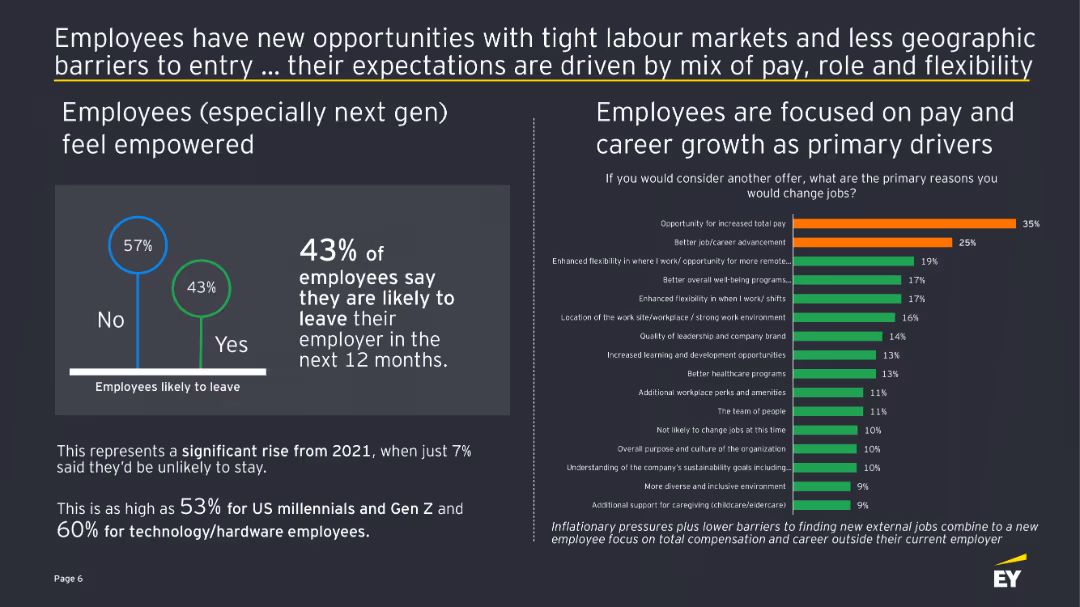 Employees have new opportunities with tight labour markets and less geographic
barriers to entry ... their expectations are driven by mix of pay, role and flexibility
Employees (especially next gen)
feel empowered
57%
43%
No
Yes
Employees likely to leave
43% of
employees say
they are likely to
leave their
employer in the
next 12 months.
This represents a significant rise from 2021, when just 7%
said they'd be unlikely to stay.
This is as high as 53% for US millennials and Gen Z and
60% for technology/hardware employees.
Employees are focused on pay and
career growth as primary drivers
If you would consider another offer, what are the primary reasons you
would change jobs?
Opportunity for increased total pay 35%
Better job/career advancement 25%
Enhanced flexibility in where I work/ opportunity for more remote... 19%
Better overall well-being programs... 17%
Enhanced flexibility in when I work/ shifts 17%
Location of the work site/workplace / strong work environment 16%
Quality of leadership and company brand 14%
Increased learning and development opportunities 13%
Better healthcare programs 13%
Additional workplace perks and amenities 11%
The team of people 11%
Not likely to change jobs at this time 10%
Overall purpose and culture of the organization 10%
Understanding of the company's sustainability goals including... 10%
More diverse and inclusive environment 9%
Additional support for caregiving (childcare/eldercare) 9%
Inflationary pressures plus lower barriers to finding new external jobs combine to a new
employee focus on total compensation and career outside their current employer
Page 6
EY